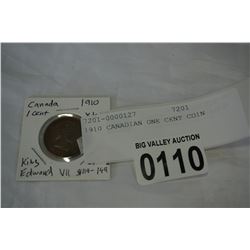 Canada 1910
1 cent
King
Edward VII
7201-0000127 7201
1910 CANADIAN ONE CENT COIN
BIG VALLEY AUCTION
0110